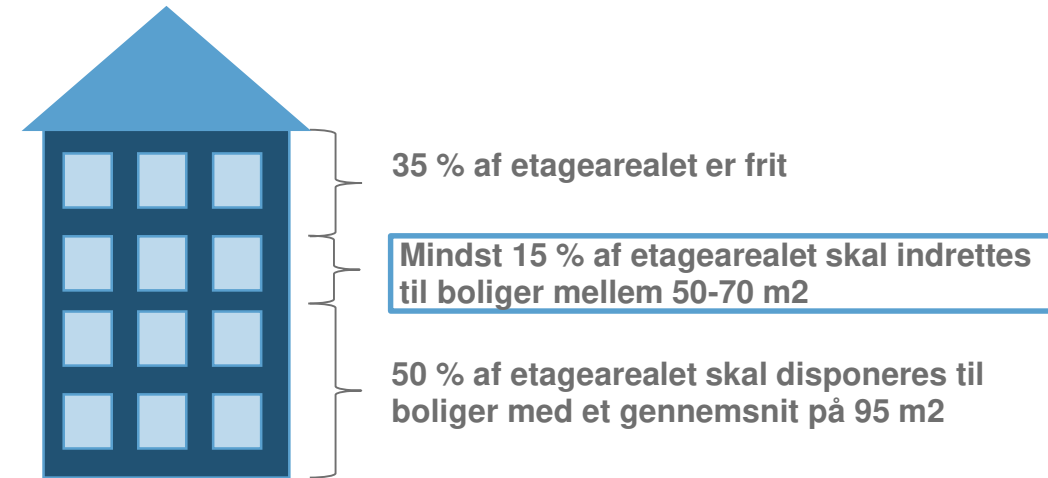 35 % af etagearealet er frit
Mindst 15 % af etagearealet skal indrettes
til boliger mellem 50-70 m2
50 % af etagearealet skal disponeres til
boliger med et gennemsnit på 95 m2